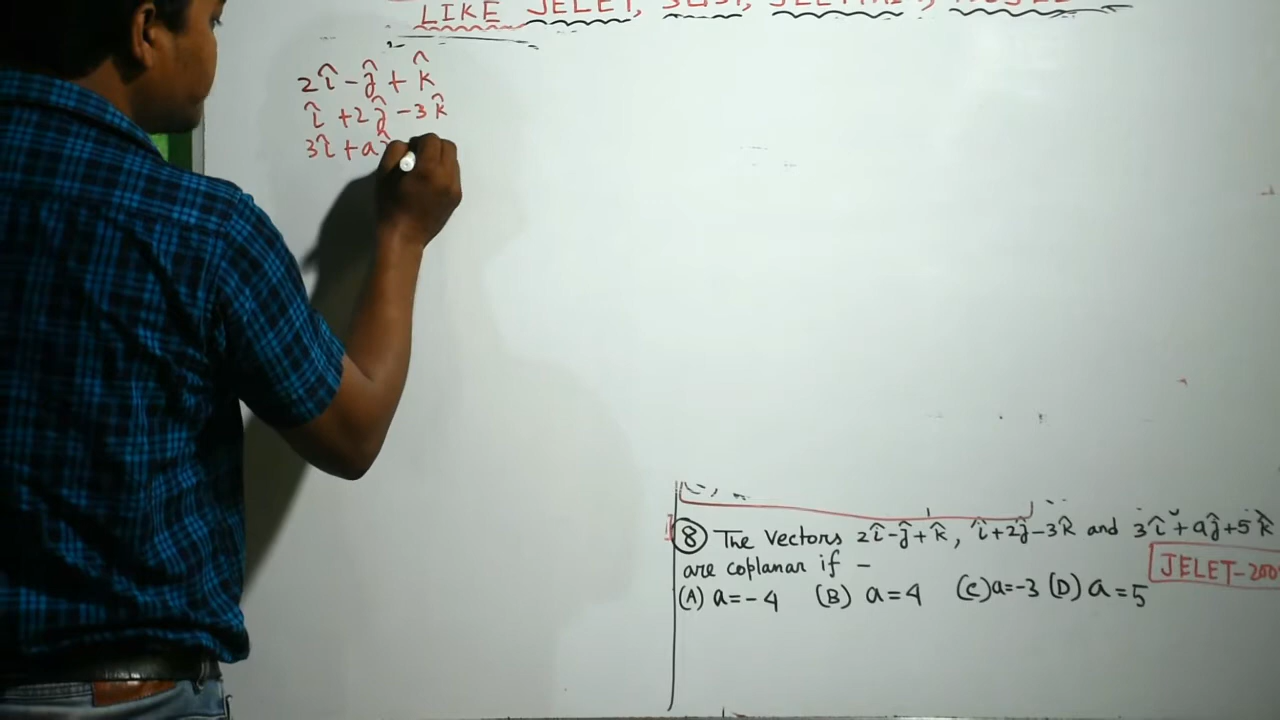 LIKE JELET,
2î - ĵ + k̂
î + 2ĵ - 3k̂
3î + a
⑧ The vectors 2î-ĵ+k̂, î+2ĵ-3k̂ and 3î+aĵ+5k̂
are coplanar if -
JELET-200
(A) a=-4 (B) a=4 (C) a=-3 (D) a=5